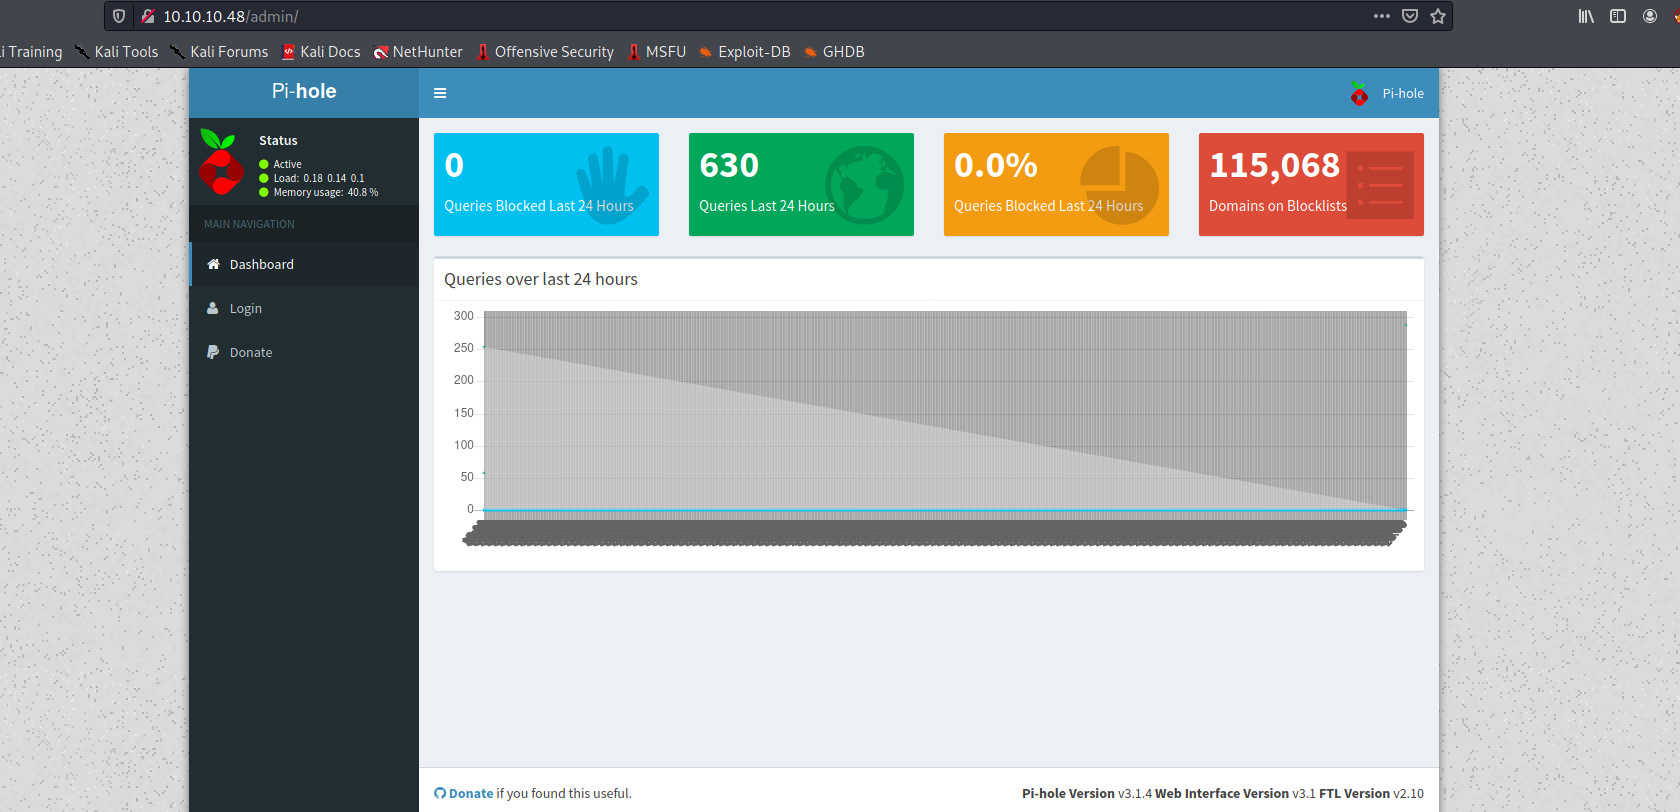 10.10.10.48/admin/
i Training Kali Tools Kali Forums Kali Docs NetHunter Offensive Security MSFU Exploit-DB GHDB
Pi-hole
Pi-hole
Status
Active
Load: 0.18 0.14 0.1
Memory usage: 40.8 %
MAIN NAVIGATION
Dashboard
Login
Donate
0
Queries Blocked Last 24 Hours
630
Queries Last 24 Hours
0.0%
Queries Blocked Last 24 Hours
115,068
Domains on Blocklists
Queries over last 24 hours
300
250
200
150
100
50
0
Donate if you found this useful.
Pi-hole Version v3.1.4 Web Interface Version v3.1 FTL Version v2.10